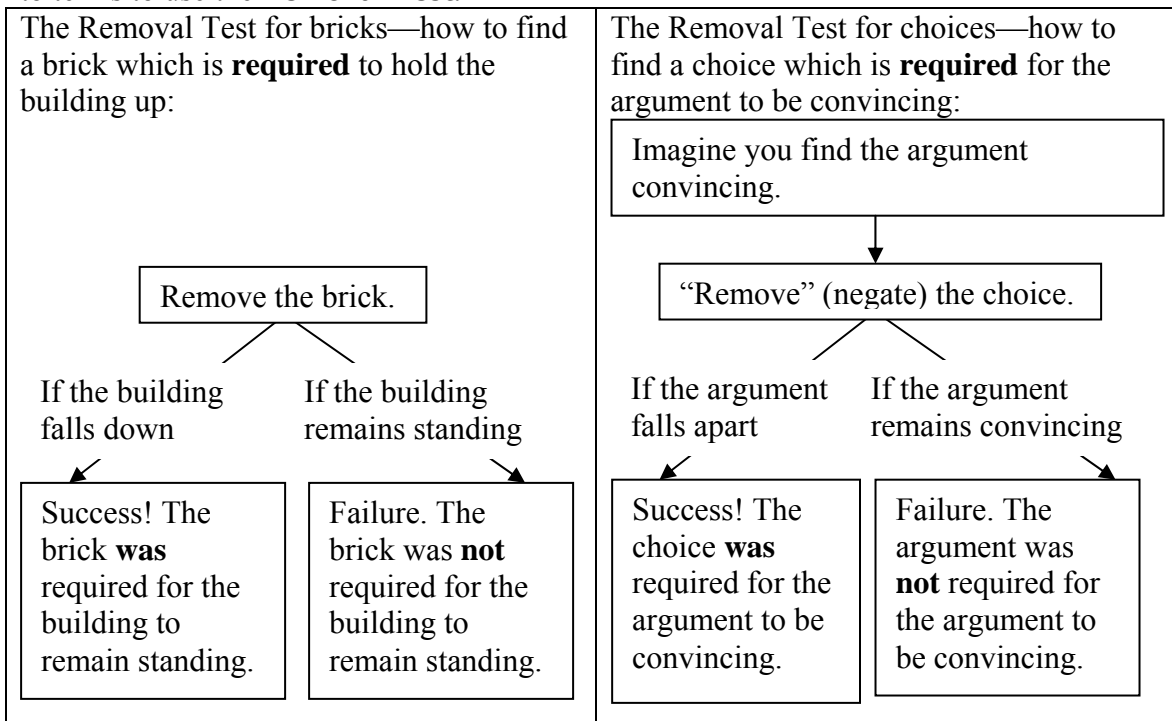 The Removal Test for bricks—how to find
a brick which is required to hold the
building up:
Remove the brick.
If the building
falls down
If the building
remains standing
Success! The
brick was
required for the
building to
remain standing.
Failure. The
brick was not
required for the
building to
remain standing.
The Removal Test for choices—how to
find a choice which is required for the
argument to be convincing:
Imagine you find the argument
convincing.
“Remove” (negate) the choice.
If the argument
falls apart
If the argument
remains convincing
Success! The
choice was
required for the
argument to be
convincing.
Failure. The
argument was
not required for
the argument to
be convincing.